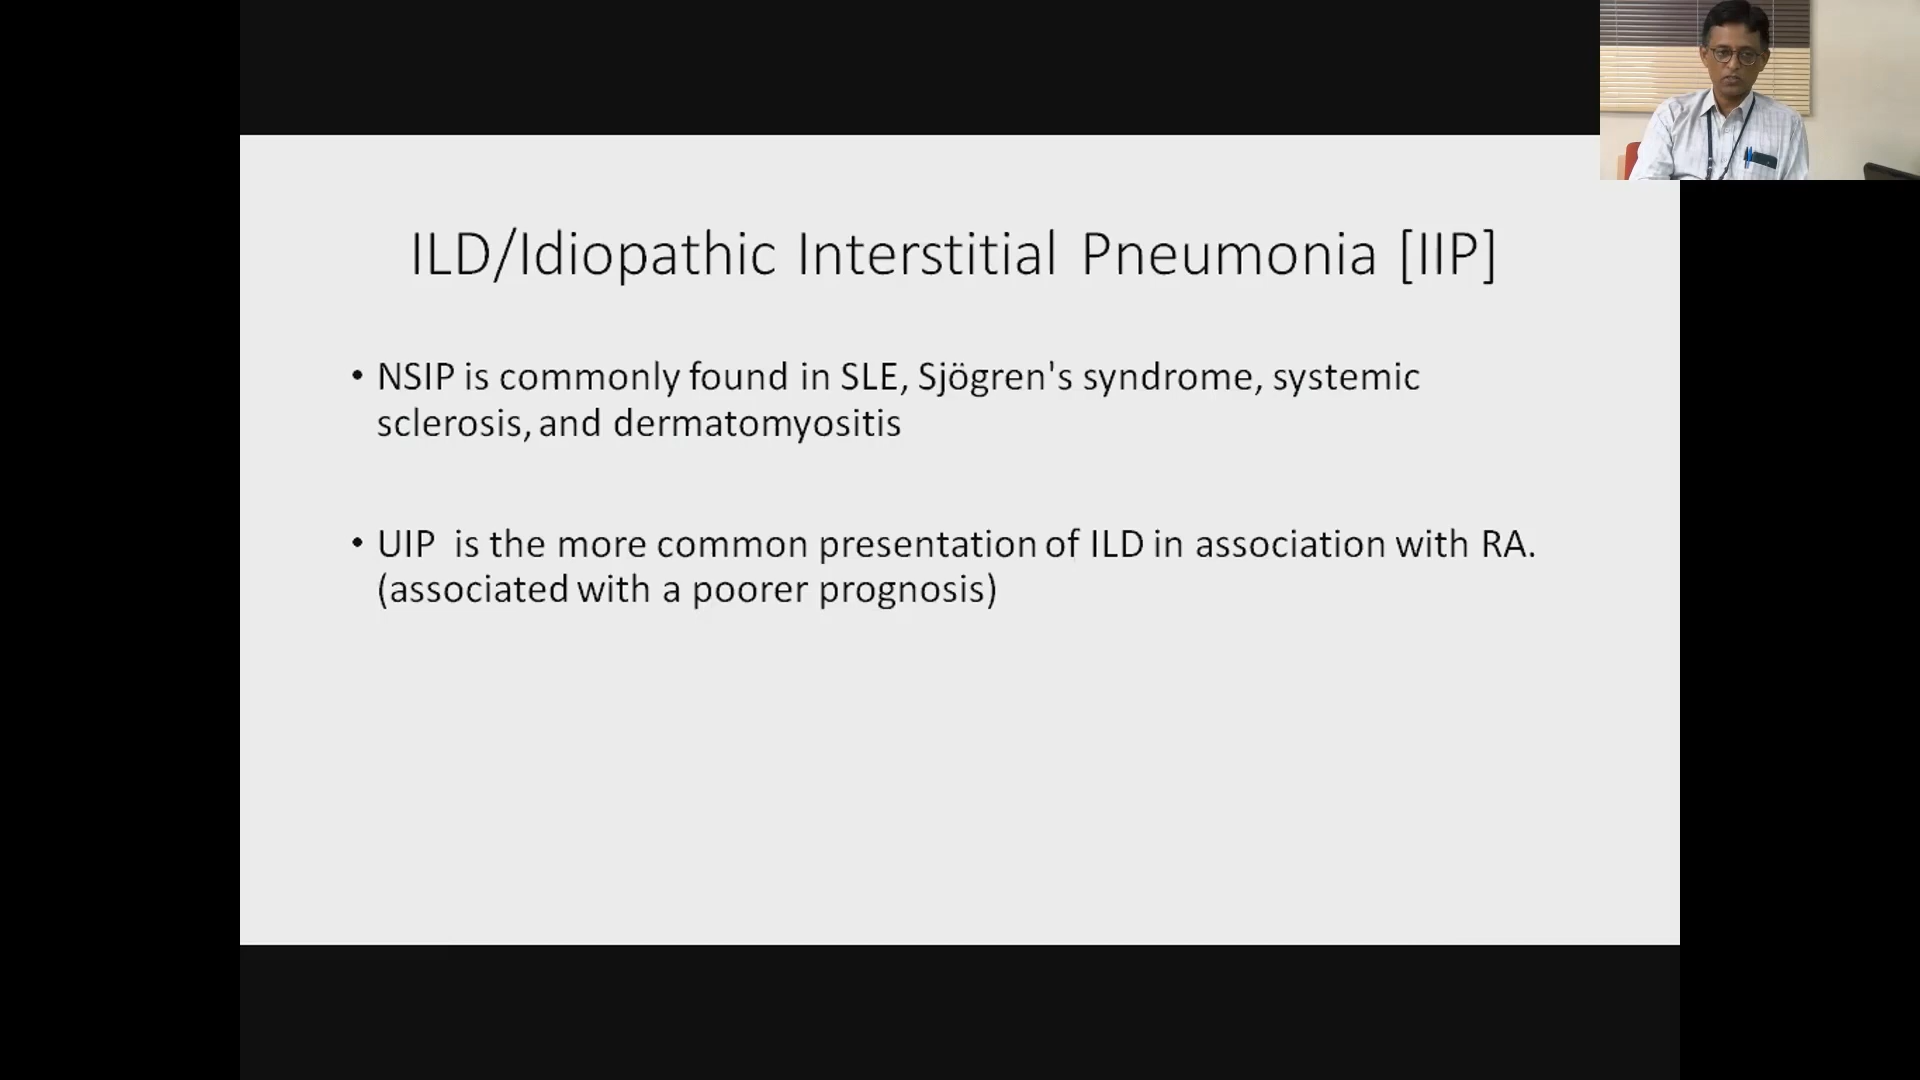 ILD/Idiopathic Interstitial Pneumonia [IIP]
• NSIP is commonly found in SLE, Sjögren's syndrome, systemic
sclerosis, and dermatomyositis
• UIP is the more common presentation of ILD in association with RA.
(associated with a poorer prognosis)